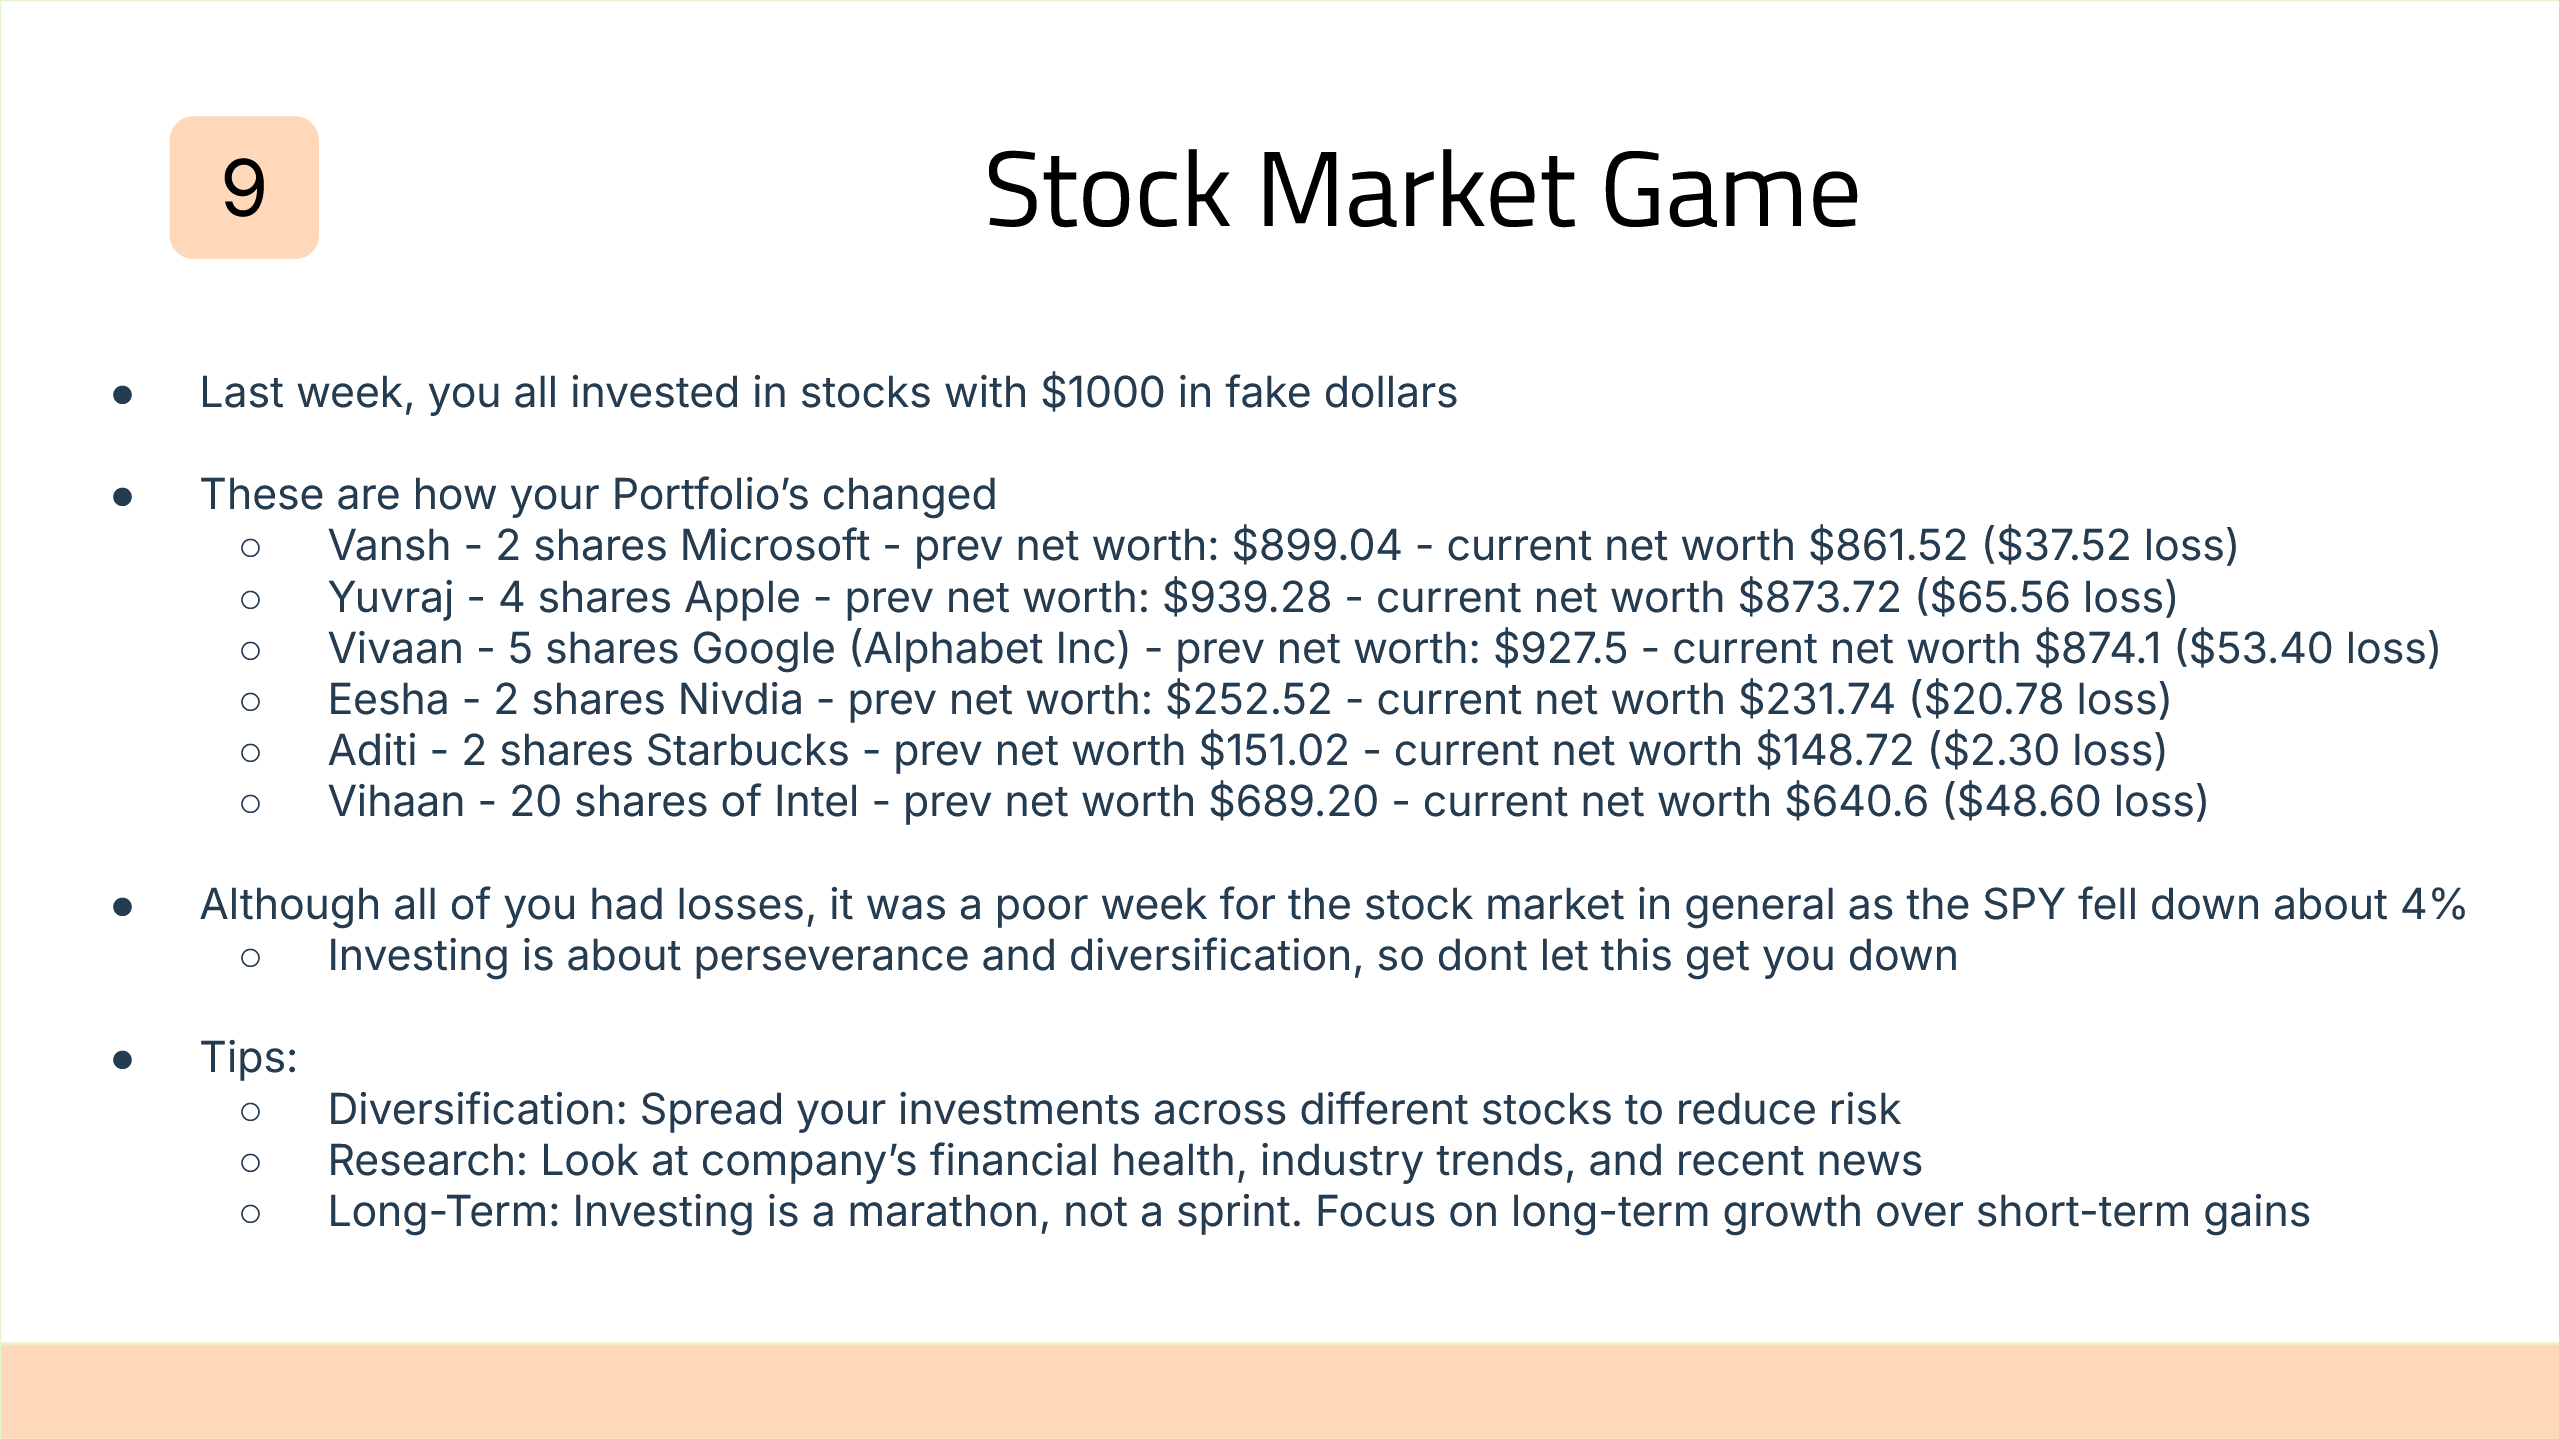 9
Stock Market Game
● Last week, you all invested in stocks with $1000 in fake dollars
● These are how your Portfolio’s changed
○ Vansh - 2 shares Microsoft - prev net worth: $899.04 - current net worth $861.52 ($37.52 loss)
○ Yuvraj - 4 shares Apple - prev net worth: $939.28 - current net worth $873.72 ($65.56 loss)
○ Vivaan - 5 shares Google (Alphabet Inc) - prev net worth: $927.5 - current net worth $874.1 ($53.40 loss)
○ Eesha - 2 shares Nivdia - prev net worth: $252.52 - current net worth $231.74 ($20.78 loss)
○ Aditi - 2 shares Starbucks - prev net worth $151.02 - current net worth $148.72 ($2.30 loss)
○ Vihaan - 20 shares of Intel - prev net worth $689.20 - current net worth $640.6 ($48.60 loss)
● Although all of you had losses, it was a poor week for the stock market in general as the SPY fell down about 4%
○ Investing is about perseverance and diversification, so dont let this get you down
● Tips:
○ Diversification: Spread your investments across different stocks to reduce risk
○ Research: Look at company’s financial health, industry trends, and recent news
○ Long-Term: Investing is a marathon, not a sprint. Focus on long-term growth over short-term gains